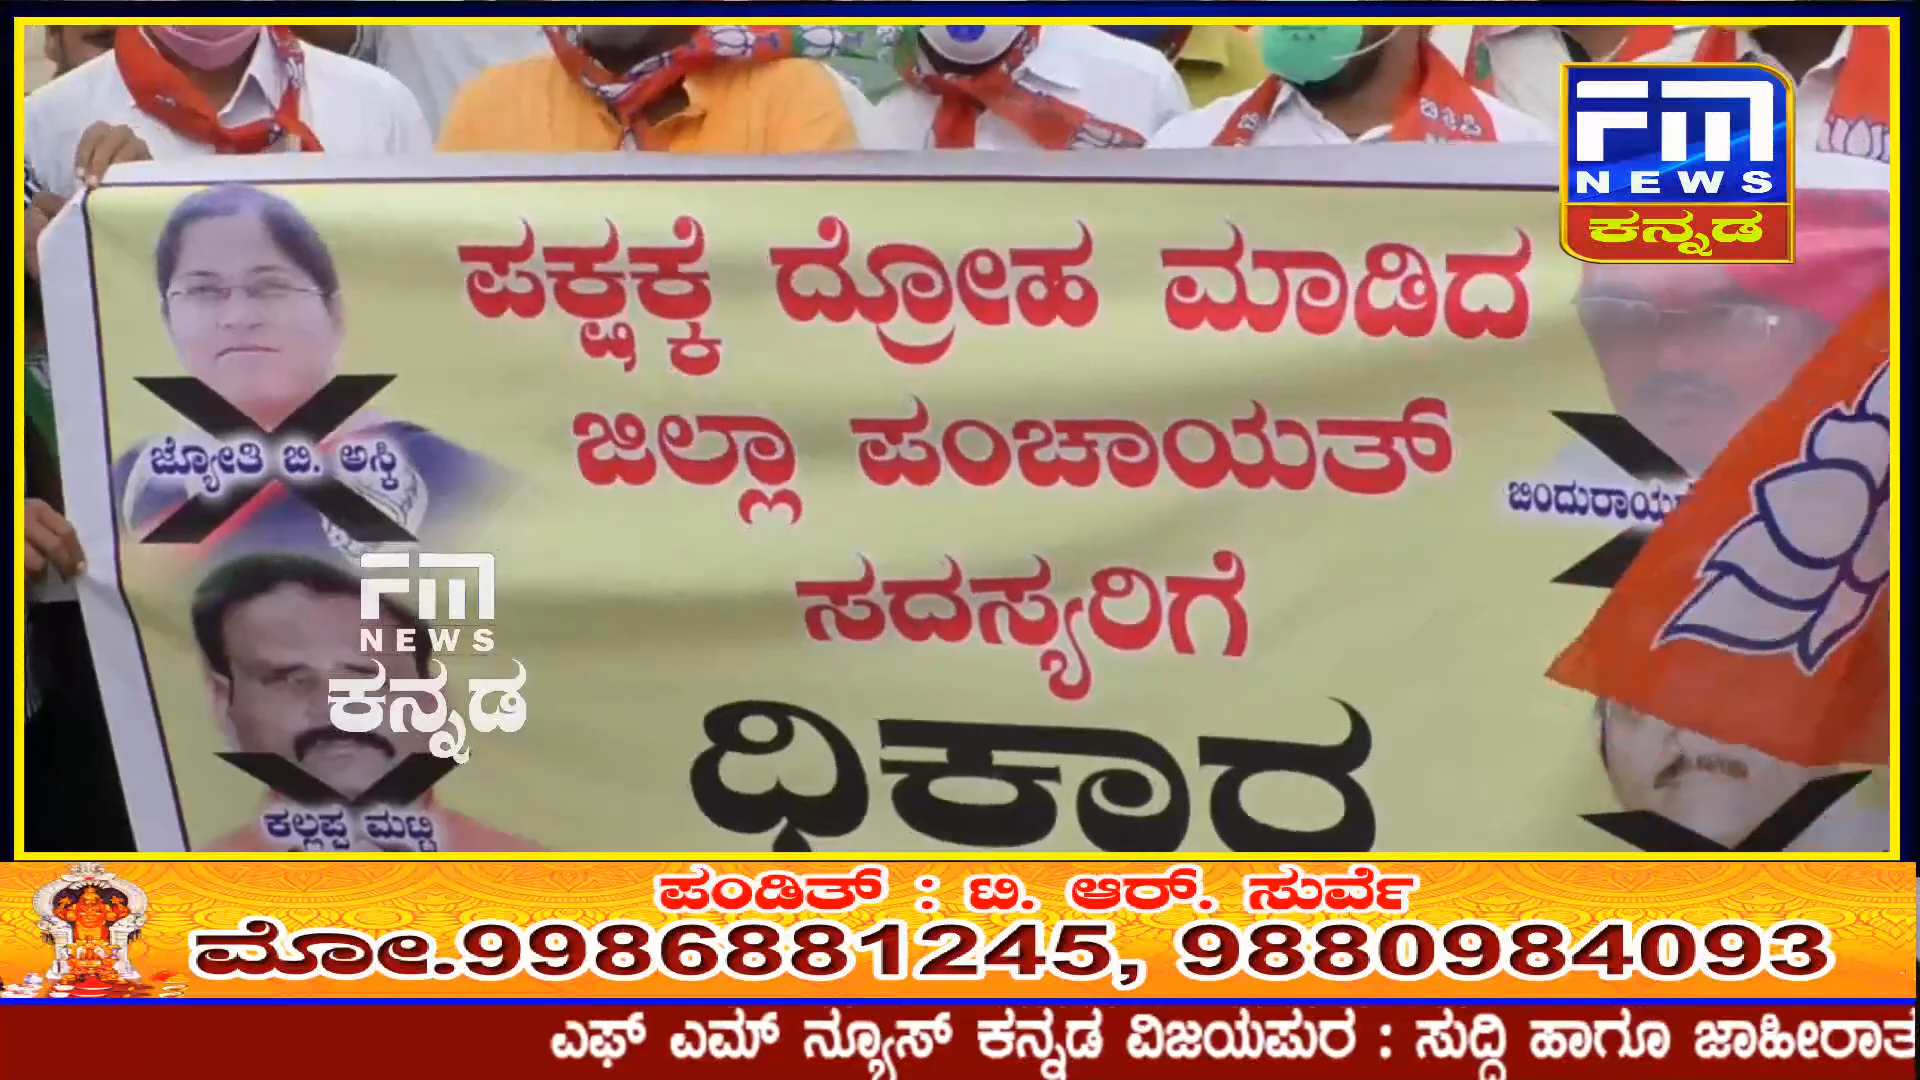 FM
NEWS
ಕನ್ನಡ
ಪಕ್ಷಕ್ಕೆ ದ್ರೋಹ ಮಾಡಿದ
ಜಿಲ್ಲಾ ಪಂಚಾಯತ್
ಸದಸ್ಯರಿಗೆ
ಧಿಕಾರ
ಜ್ಯೋತಿ ಬಿ. ಅಸ್ಕಿ
ಬಿಂದುರಾಯ
FM
NEWS
ಕನ್ನಡ
ಕಲ್ಲಪ್ಪ ಮಟ್ಟಿ
ಪಂಡಿತ್ : ಟಿ. ಆರ್. ಸುರ್ವೆ
ಮೋ.9986881245, 9880984093
ಎಫ್ ಎಮ್ ನ್ಯೂಸ್ ಕನ್ನಡ ವಿಜಯಪುರ : ಸುದ್ದಿ ಹಾಗೂ ಜಾಹೀರಾತ